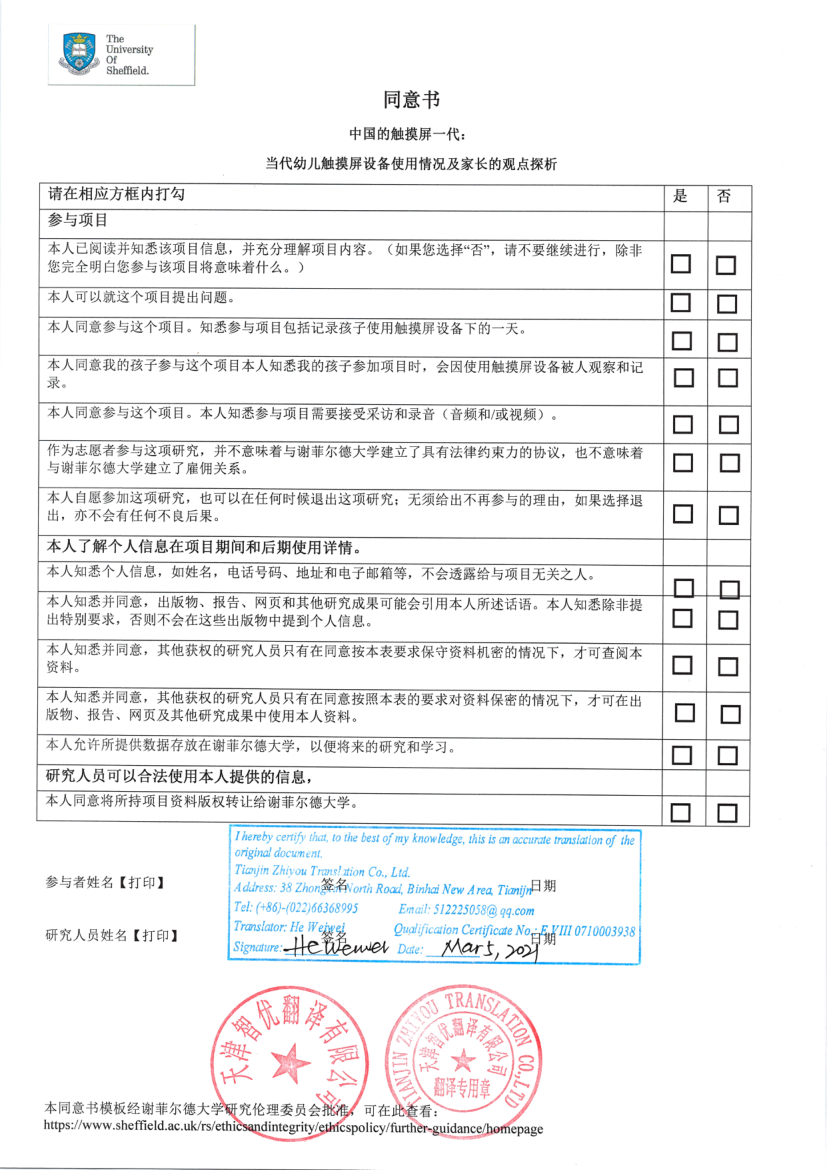 The
University
Of
Sheffield.
同意书
中国的触摸屏一代：
当代幼儿触摸屏设备使用情况及家长的观点探析
请在相应方框内打勾 是 否
参与项目
本人已阅读并知悉该项目信息，并充分理解项目内容。（如果您选择“否”，请不要继续进行，除非
您完全明白您参与该项目将意味着什么。）
本人可以就这个项目提出问题。
本人同意参与这个项目。知悉参与项目包括记录孩子使用触摸屏设备下的一天。
本人同意我的孩子参与这个项目本人知悉我的孩子参加项目时，会因使用触摸屏设备被人观察和记
录。
本人同意参与这个项目。本人知悉参与项目需要接受采访和录音（音频和/或视频）。
作为志愿者参与这项研究，并不意味着与谢菲尔德大学建立了具有法律约束力的协议，也不意味着
与谢菲尔德大学建立了雇佣关系。
本人自愿参加这项研究，也可以在任何时候退出这项研究；无须给出不再参与的理由，如果选择退
出，亦不会有任何不良后果。
本人了解个人信息在项目期间和后期使用详情。
本人知悉个人信息，如姓名，电话号码、地址和电子邮箱等，不会透露给与项目无关之人。
本人知悉并同意，出版物、报告、网页和其他研究成果可能会引用本人所述话语。本人知悉除非提
出特别要求，否则不会在这些出版物中提到个人信息。
本人知悉并同意，其他获权的研究人员只有在同意按本表要求保守资料机密的情况下，才可查阅本
资料。
本人知悉并同意，其他获权的研究人员只有在同意按照本表的要求对资料保密的情况下，才可在出
版物、报告、网页及其他研究成果中使用本人资料。
本人允许所提供数据存放在谢菲尔德大学，以便将来的研究和学习。
研究人员可以合法使用本人提供的信息，
本人同意将所持项目资料版权转让给谢菲尔德大学。
I hereby certify that, to the best of my knowledge, this is an accurate translation of the
original document.
Tianjin Zhiyou Translation Co., Ltd.
Address: 38 North Road, Binhai New Area, Tianjin
参与者姓名【打印】 签名 日期
Tel: (+86)-(022)66368995 Email: 512225058@qq.com
Translator: He Weiwei Qualification Certificate No.: E VIII 0710003938
研究人员姓名【打印】 签名 日期
Signature: He Weiwei Date: Mar 5, 2021
天津智优翻译有限公司
TIANJIN ZHIYOU TRANSLATION CO., LTD
天津智优翻译有限公司
翻译专用章
本同意书模板经谢菲尔德大学研究伦理委员会批准，可在此查看：
https://www.sheffield.ac.uk/rs/ethicsandintegrity/ethicspolicy/further-guidance/homepage